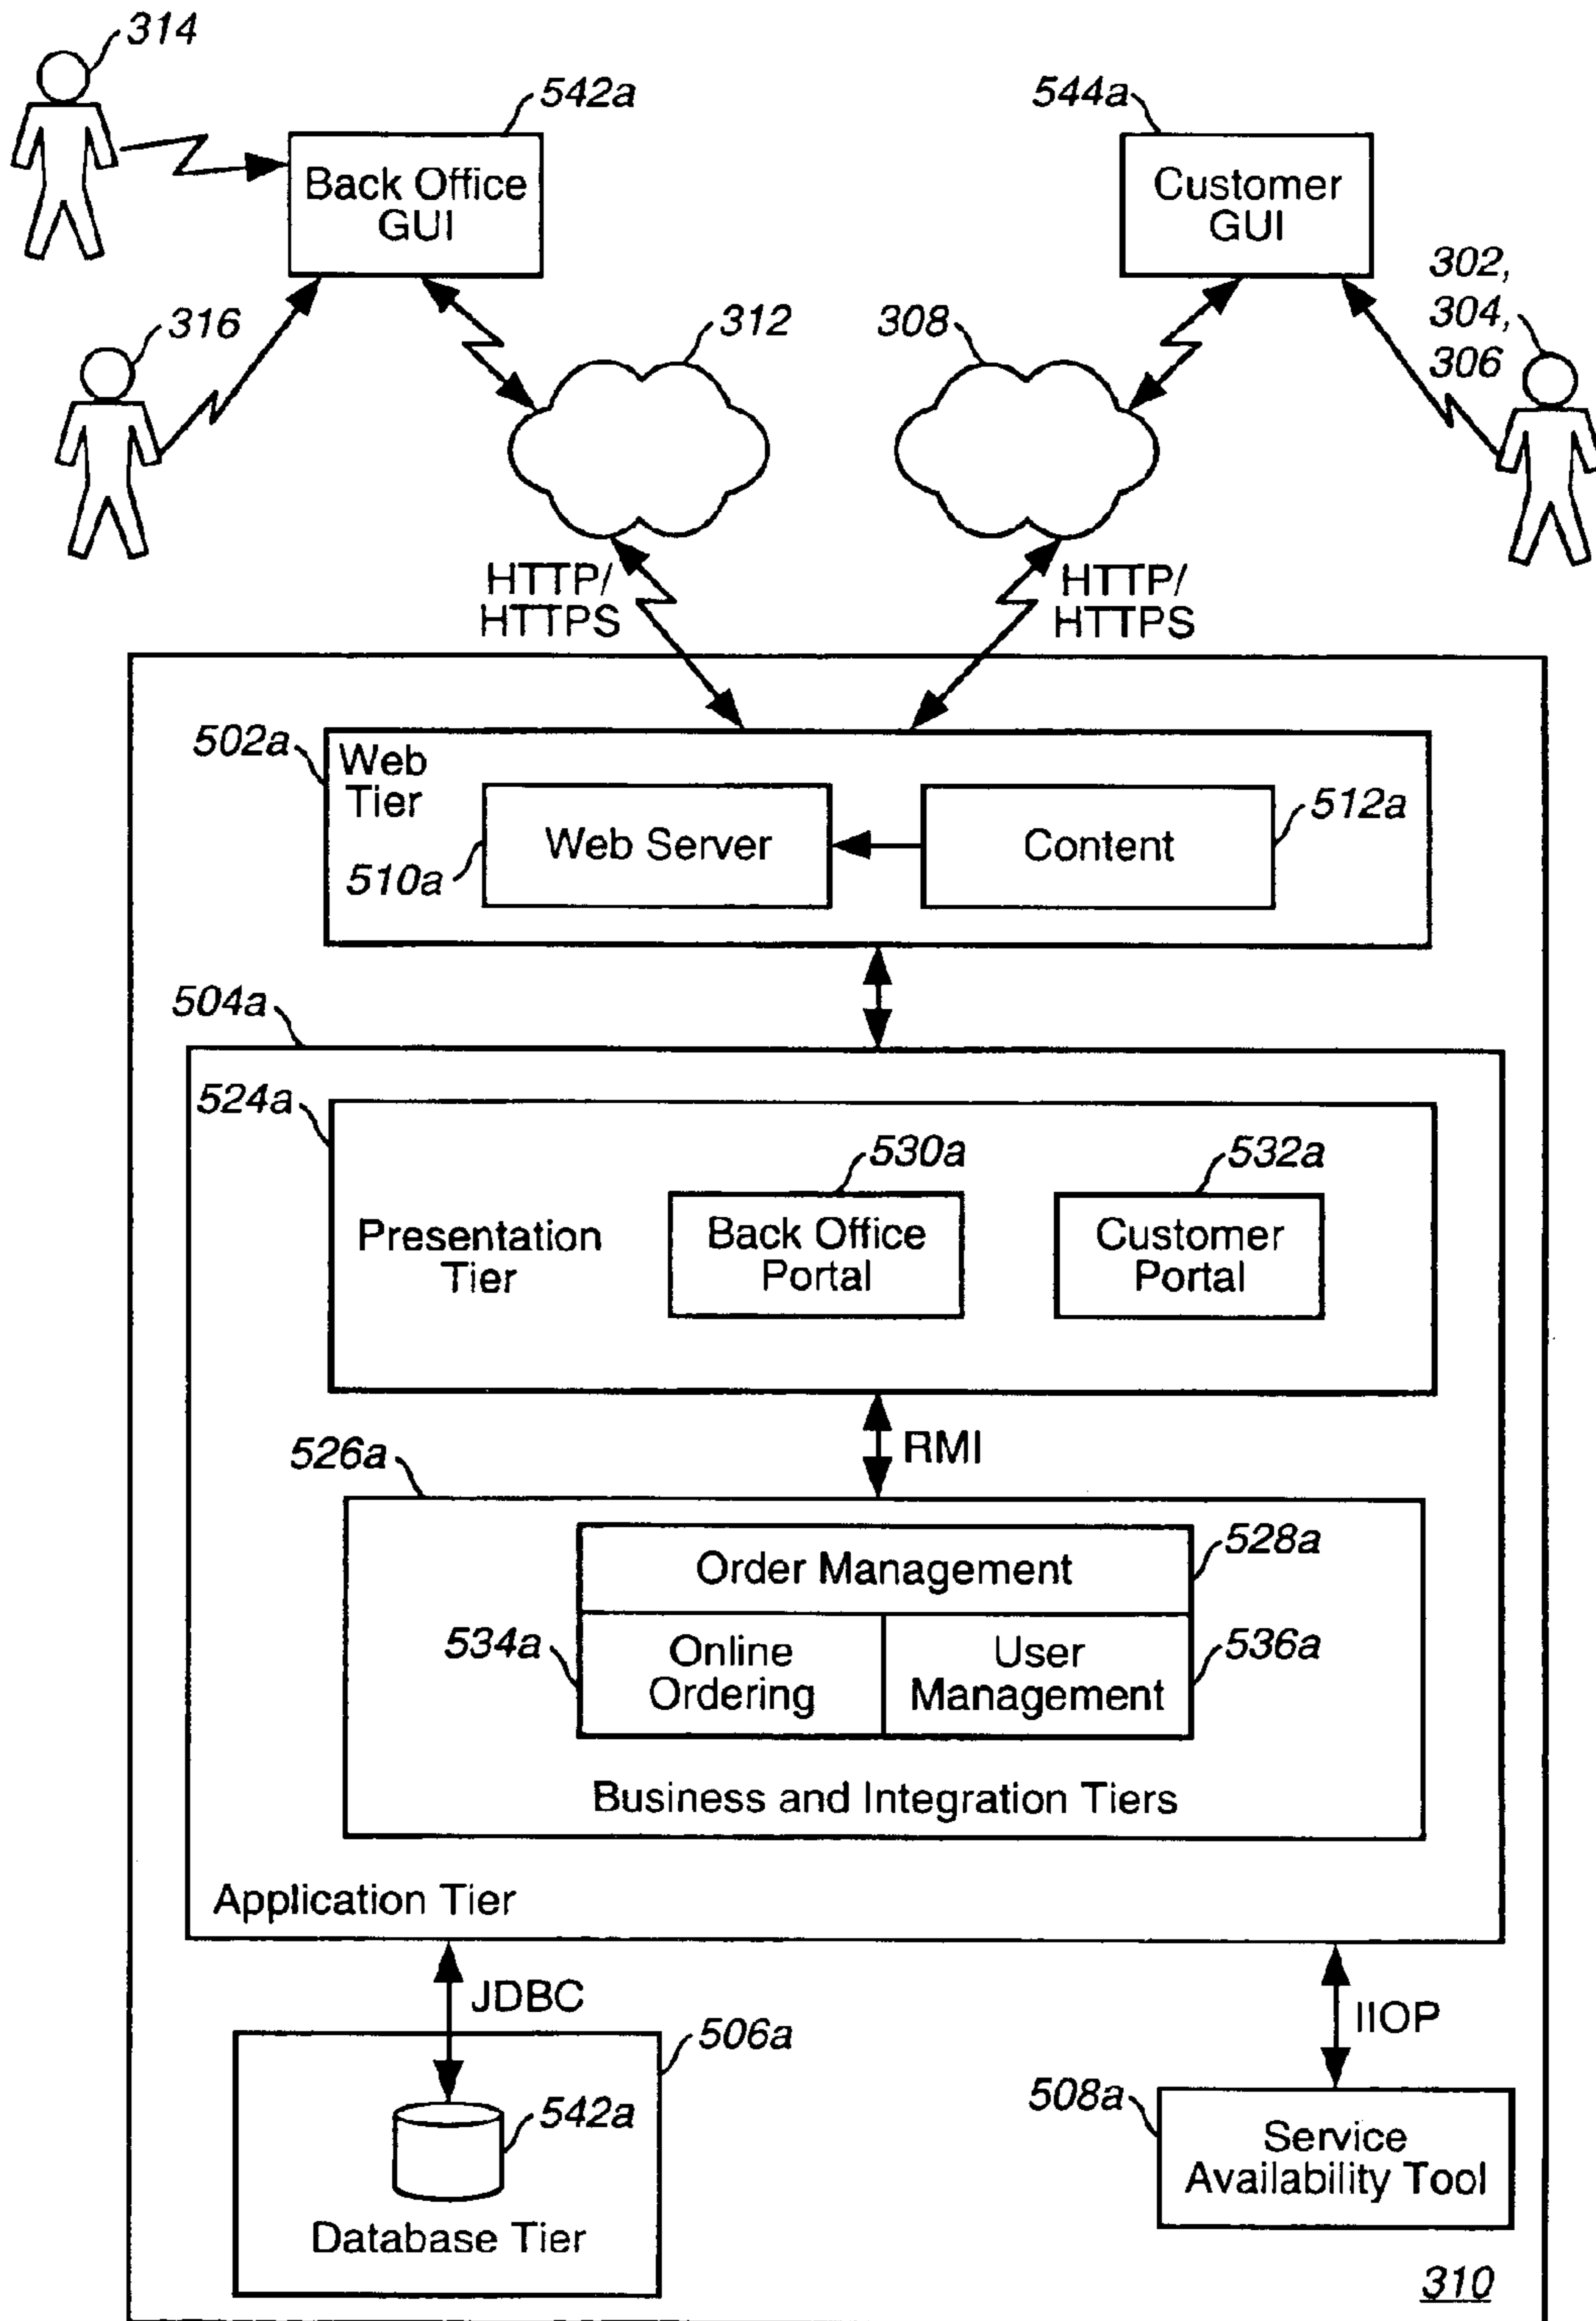 314
542a
Back Office
GUI
544a
Customer
GUI
302,
304,
306
316
312
308
HTTP/
HTTPS
HTTP/
HTTPS
502a
Web
Tier
510a
Web Server
Content
512a
504a
524a
Presentation
Tier
530a
Back Office
Portal
532a
Customer
Portal
RMI
526a
Order Management
528a
534a
Online
Ordering
User
Management
536a
Business and Integration Tiers
Application Tier
JDBC
506a
542a
Database Tier
IIOP
508a
Service
Availability Tool
310